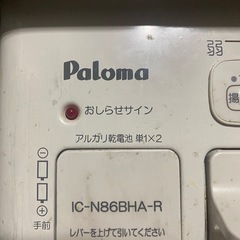 Paloma
弱
揚
おしらせサイン
アルカリ乾電池 単1×2
手前
IC-N86BHA-R
レバーを上げて引いてください